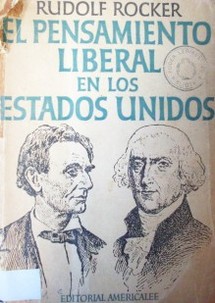 RUDOLF ROCKER
EL PENSAMIENTO
LIBERAL
EN LOS
ESTADOS UNIDOS
EDITORIAL AMERICALEE